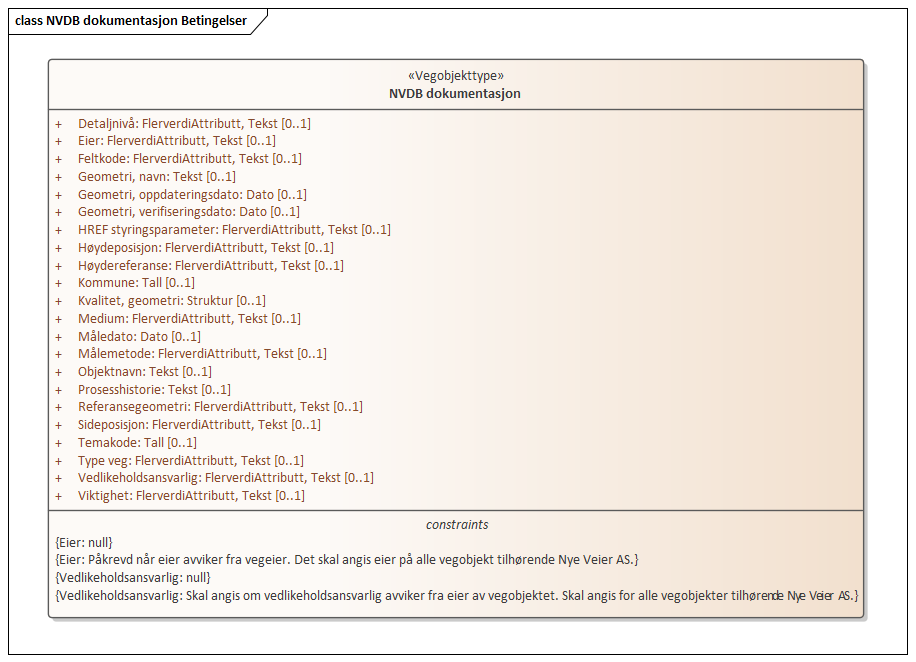 class NVDB dokumentasjon Betingelser
«Vegobjekttype»
NVDB dokumentasjon
+ Detaljnivå: FlerverdiAttributt, Tekst [0..1]
+ Eier: FlerverdiAttributt, Tekst [0..1]
+ Feltkode: FlerverdiAttributt, Tekst [0..1]
+ Geometri, navn: Tekst [0..1]
+ Geometri, oppdateringsdato: Dato [0..1]
+ Geometri, verifiseringsdato: Dato [0..1]
+ HREF styringsparameter: FlerverdiAttributt, Tekst [0..1]
+ Høydeposisjon: FlerverdiAttributt, Tekst [0..1]
+ Høydereferanse: FlerverdiAttributt, Tekst [0..1]
+ Kommune: Tall [0..1]
+ Kvalitet, geometri: Struktur [0..1]
+ Medium: FlerverdiAttributt, Tekst [0..1]
+ Måledato: Dato [0..1]
+ Målemetode: FlerverdiAttributt, Tekst [0..1]
+ Objektnavn: Tekst [0..1]
+ Prosesshistorie: Tekst [0..1]
+ Referansegeometri: FlerverdiAttributt, Tekst [0..1]
+ Sideposisjon: FlerverdiAttributt, Tekst [0..1]
+ Temakode: Tall [0..1]
+ Type veg: FlerverdiAttributt, Tekst [0..1]
+ Vedlikeholdsansvarlig: FlerverdiAttributt, Tekst [0..1]
+ Viktighet: FlerverdiAttributt, Tekst [0..1]
constraints
{Eier: null}
{Eier: Påkrevd når eier avviker fra vegeier. Det skal angis eier på alle vegobjekt tilhørende Nye Veier AS.}
{Vedlikeholdsansvarlig: null}
{Vedlikeholdsansvarlig: Skal angis om vedlikeholdsansvarlig avviker fra eier av vegobjektet. Skal angis for alle vegobjekter tilhørende Nye Veier AS.}